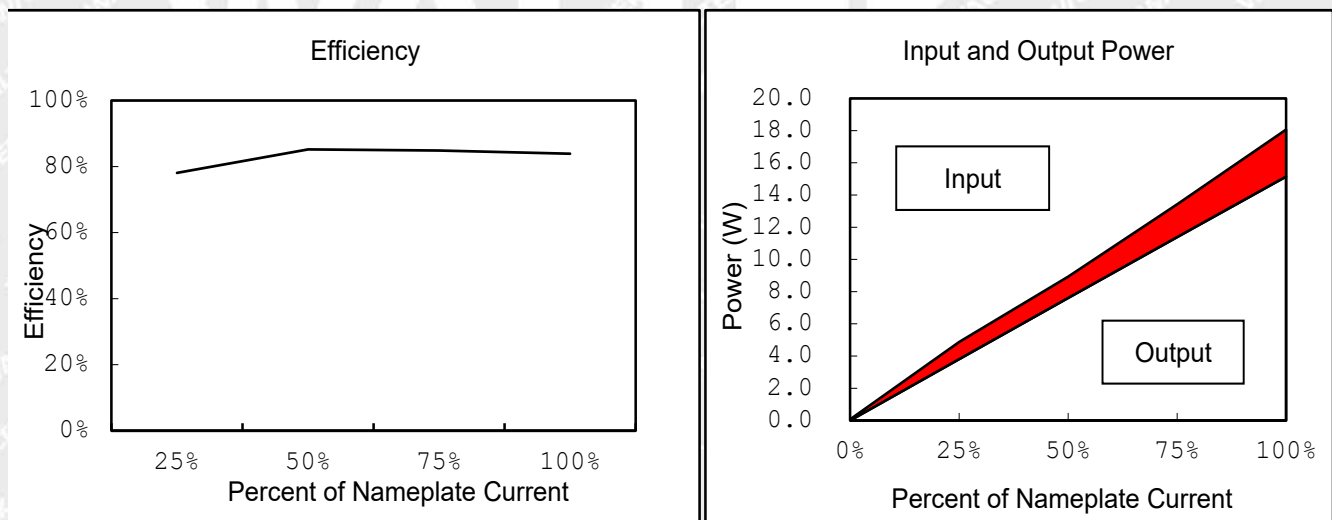 Efficiency
100%
80%
60%
40%
20%
0%
Efficiency
25% 50% 75% 100%
Percent of Nameplate Current
Input and Output Power
20.0
18.0
16.0
14.0
12.0
10.0
8.0
6.0
4.0
2.0
0.0
Power (W)
Input
Output
0% 25% 50% 75% 100%
Percent of Nameplate Current